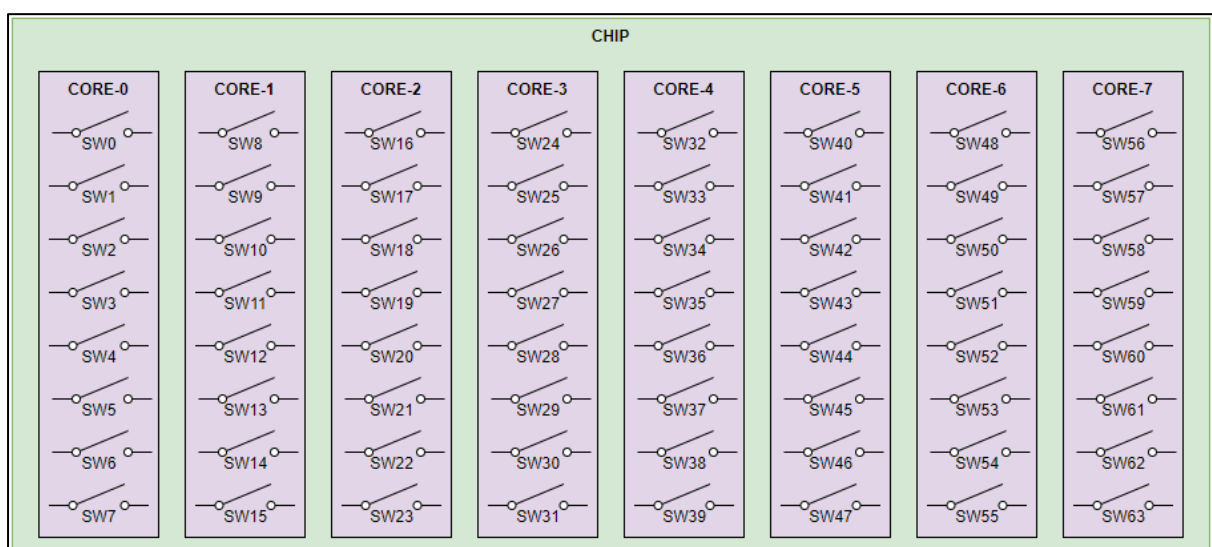 CHIP
CORE-0 CORE-1 CORE-2 CORE-3 CORE-4 CORE-5 CORE-6 CORE-7
SW0 SW8 SW16 SW24 SW32 SW40 SW48 SW56
SW1 SW9 SW17 SW25 SW33 SW41 SW49 SW57
SW2 SW10 SW18 SW26 SW34 SW42 SW50 SW58
SW3 SW11 SW19 SW27 SW35 SW43 SW51 SW59
SW4 SW12 SW20 SW28 SW36 SW44 SW52 SW60
SW5 SW13 SW21 SW29 SW37 SW45 SW53 SW61
SW6 SW14 SW22 SW30 SW38 SW46 SW54 SW62
SW7 SW15 SW23 SW31 SW39 SW47 SW55 SW63